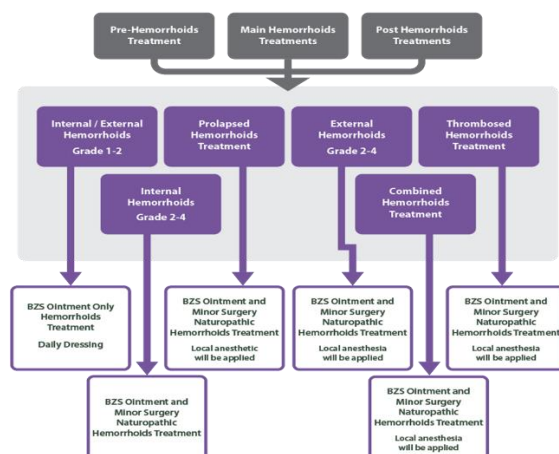 Pre-Hemorrhoids
Treatment
Main Hemorrhoids
Treatments
Post Hemorrhoids
Treatments
Internal / External
Hemorrhoids
Grade 1-2
Prolapsed
Hemorrhoids
Treatment
External
Hemorrhoids
Grade 2-4
Thrombosed
Hemorrhoids
Treatment
Internal
Hemorrhoids
Grade 2-4
Combined
Hemorrhoids
Treatment
BZS Ointment Only
Hemorrhoids
Treatment
Daily Dressing
BZS Ointment and
Minor Surgery
Naturopathic
Hemorrhoids Treatment
Local anesthetic
will be applied
BZS Ointment and
Minor Surgery
Naturopathic
Hemorrhoids Treatment
Local anesthesia
will be applied
BZS Ointment and
Minor Surgery
Naturopathic
Hemorrhoids Treatment
Local anesthesia
will be applied
BZS Ointment and
Minor Surgery
Naturopathic
Hemorrhoids Treatment
BZS Ointment and
Minor Surgery
Naturopathic
Hemorrhoids Treatment
Local anesthesia
will be applied